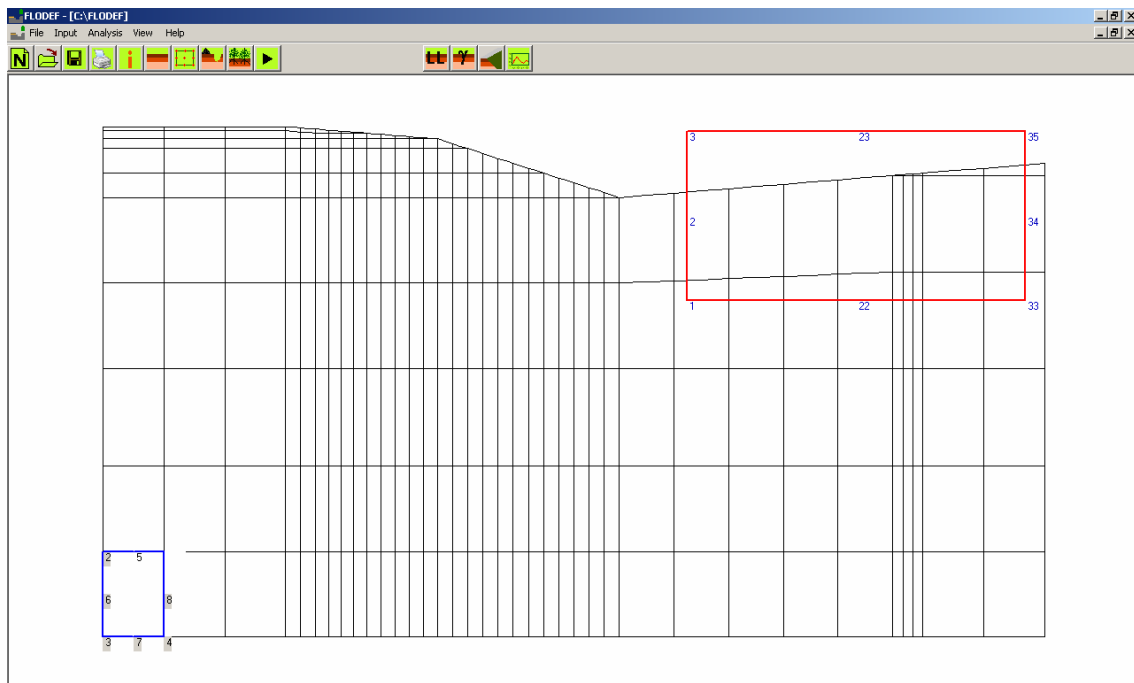 FLODEF - [C:\FLODEF]
File Input Analysis View Help
N i LL γ
3 23 35
2 34
1 22 33
2 5
6 8
3 7 4